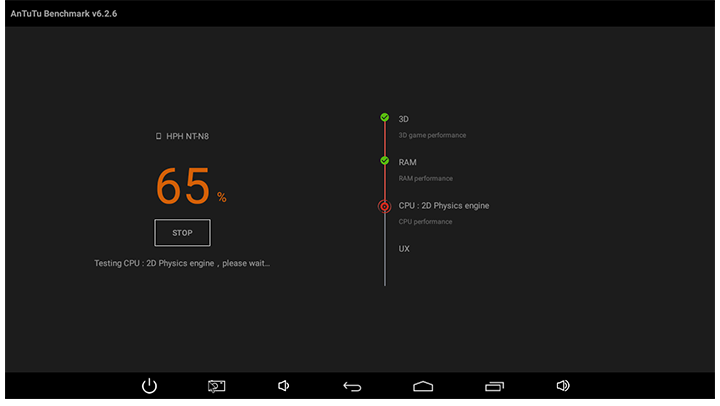 AnTuTu Benchmark v6.2.6
HPH NT-N8
65 %
STOP
Testing CPU : 2D Physics engine , please wait...
3D
3D game performance
RAM
RAM performance
CPU : 2D Physics engine
CPU performance
UX